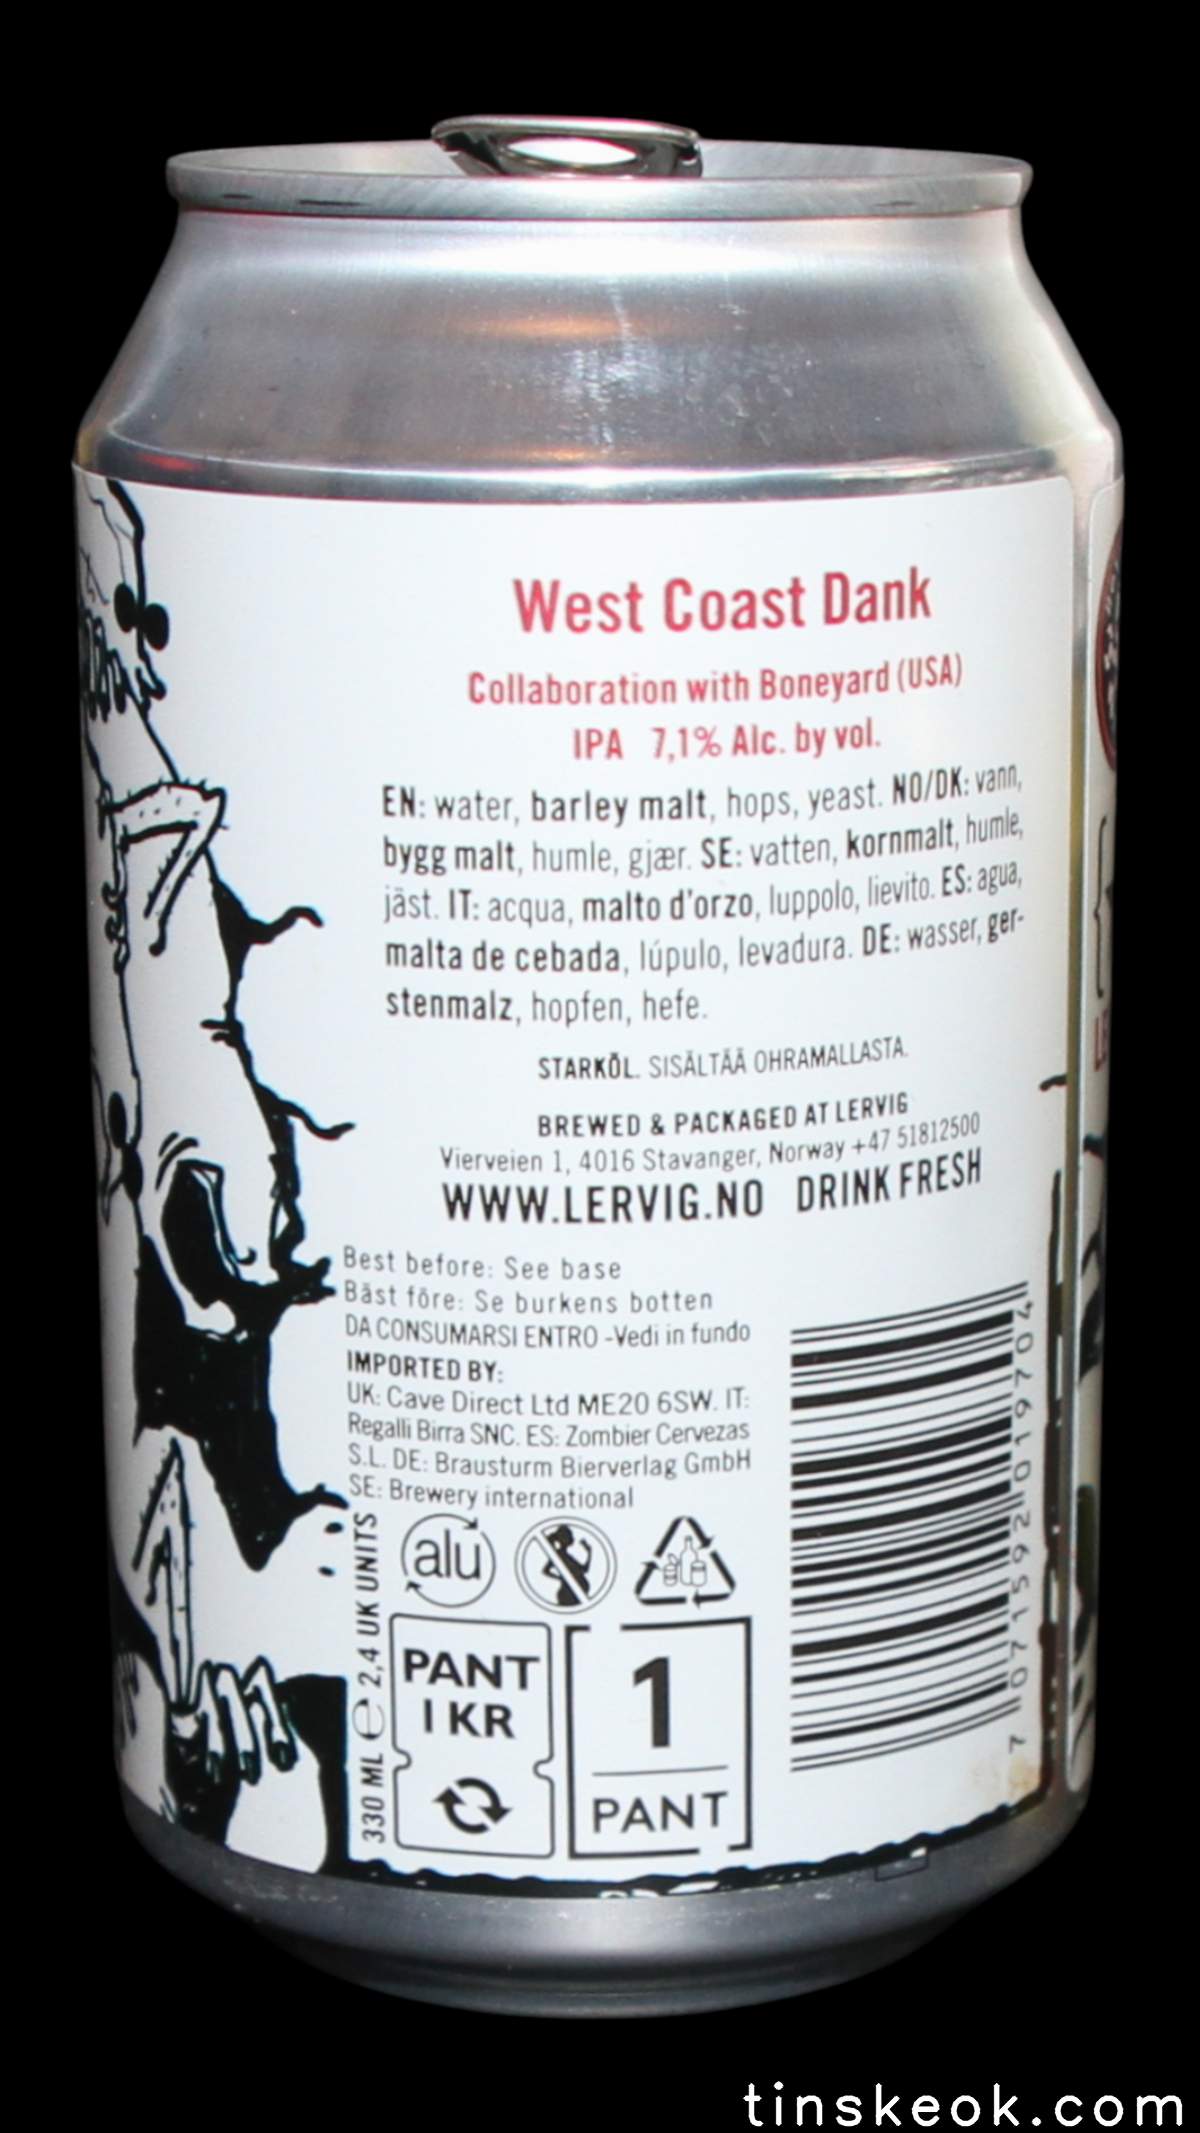 West Coast Dank
Collaboration with Boneyard (USA)
IPA 7,1% Alc. by vol.
EN: water, barley malt, hops, yeast. NO/DK: vann,
bygg malt, humle, gjær. SE: vatten, kornmalt, humle,
jäst. IT: acqua, malto d'orzo, luppolo, lievito. ES: agua,
malta de cebada, lúpulo, levadura. DE: wasser, ger-
stenmalz, hopfen, hefe.
STARKÖL. SISÄLTÄÄ OHRAMALLASTA.
BREWED & PACKAGED AT LERVIG
Vierveien 1, 4016 Stavanger, Norway +47 51812500
WWW.LERVIG.NO DRINK FRESH
Best before: See base
Bäst före: Se burkens botten
DA CONSUMARSI ENTRO -Vedi in fundo
IMPORTED BY:
UK: Cave Direct Ltd ME20 6SW. IT:
Regalli Birra SNC. ES: Zombier Cervezas
S.L. DE: Brausturm Bierverlag GmbH
SE: Brewery international
330 ML e 2,4 UK UNITS
alu
PANT
1 KR
1
PANT
7 071592 019704
tinskeok.com